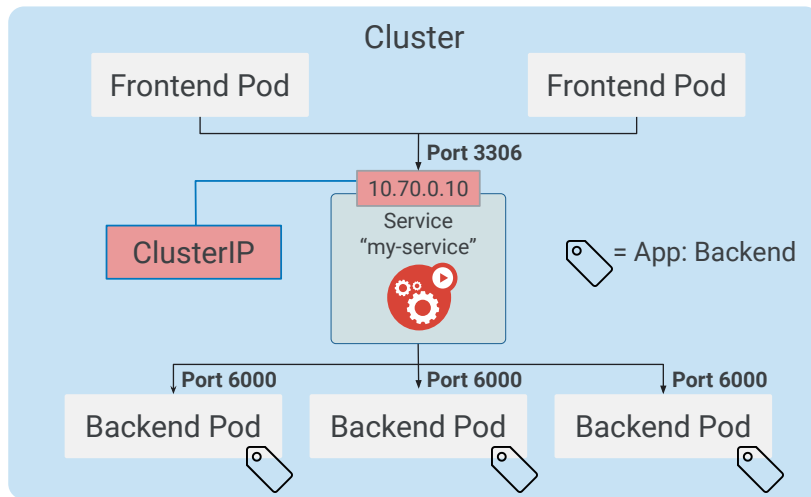 Cluster
Frontend Pod
Frontend Pod
Port 3306
10.70.0.10
Service
“my-service”
ClusterIP
= App: Backend
Port 6000
Port 6000
Port 6000
Backend Pod
Backend Pod
Backend Pod